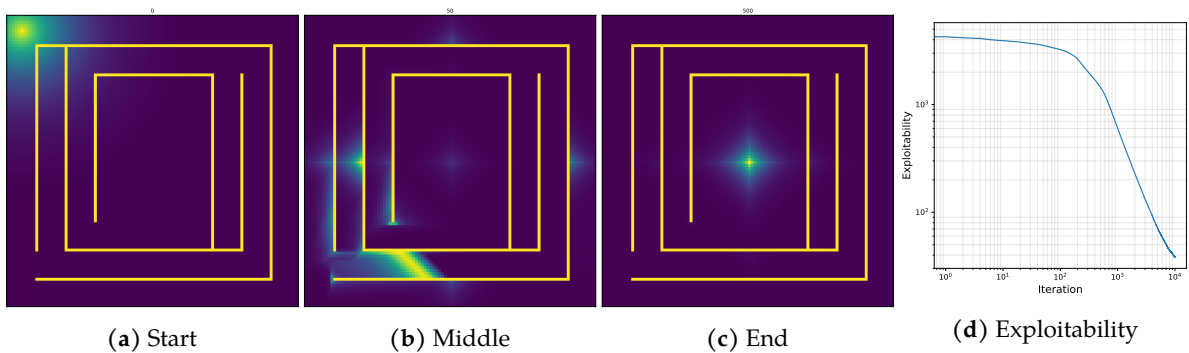 0
50
500
10³
10²
Exploitability
10⁰ 10¹ 10² 10³ 10⁴
Iteration
(a) Start
(b) Middle
(c) End
(d) Exploitability